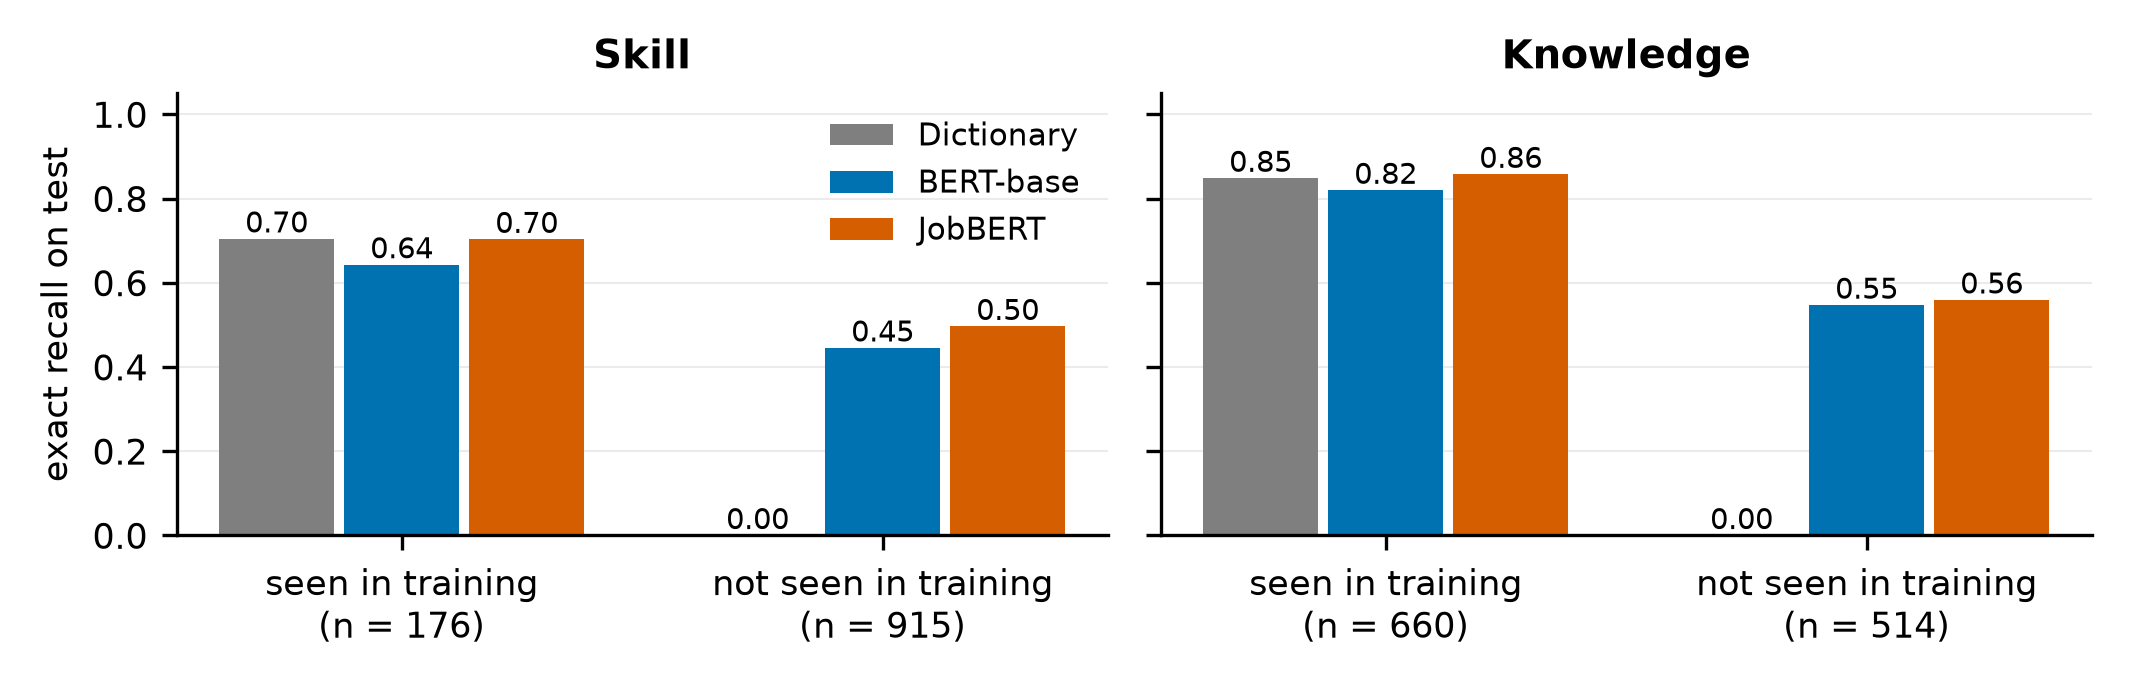 Skill
Knowledge
exact recall on test
1.0
0.8
0.6
0.4
0.2
0.0
Dictionary
BERT-base
JobBERT
0.70
0.64
0.70
0.00
0.45
0.50
0.85
0.82
0.86
0.00
0.55
0.56
seen in training
(n = 176)
not seen in training
(n = 915)
seen in training
(n = 660)
not seen in training
(n = 514)